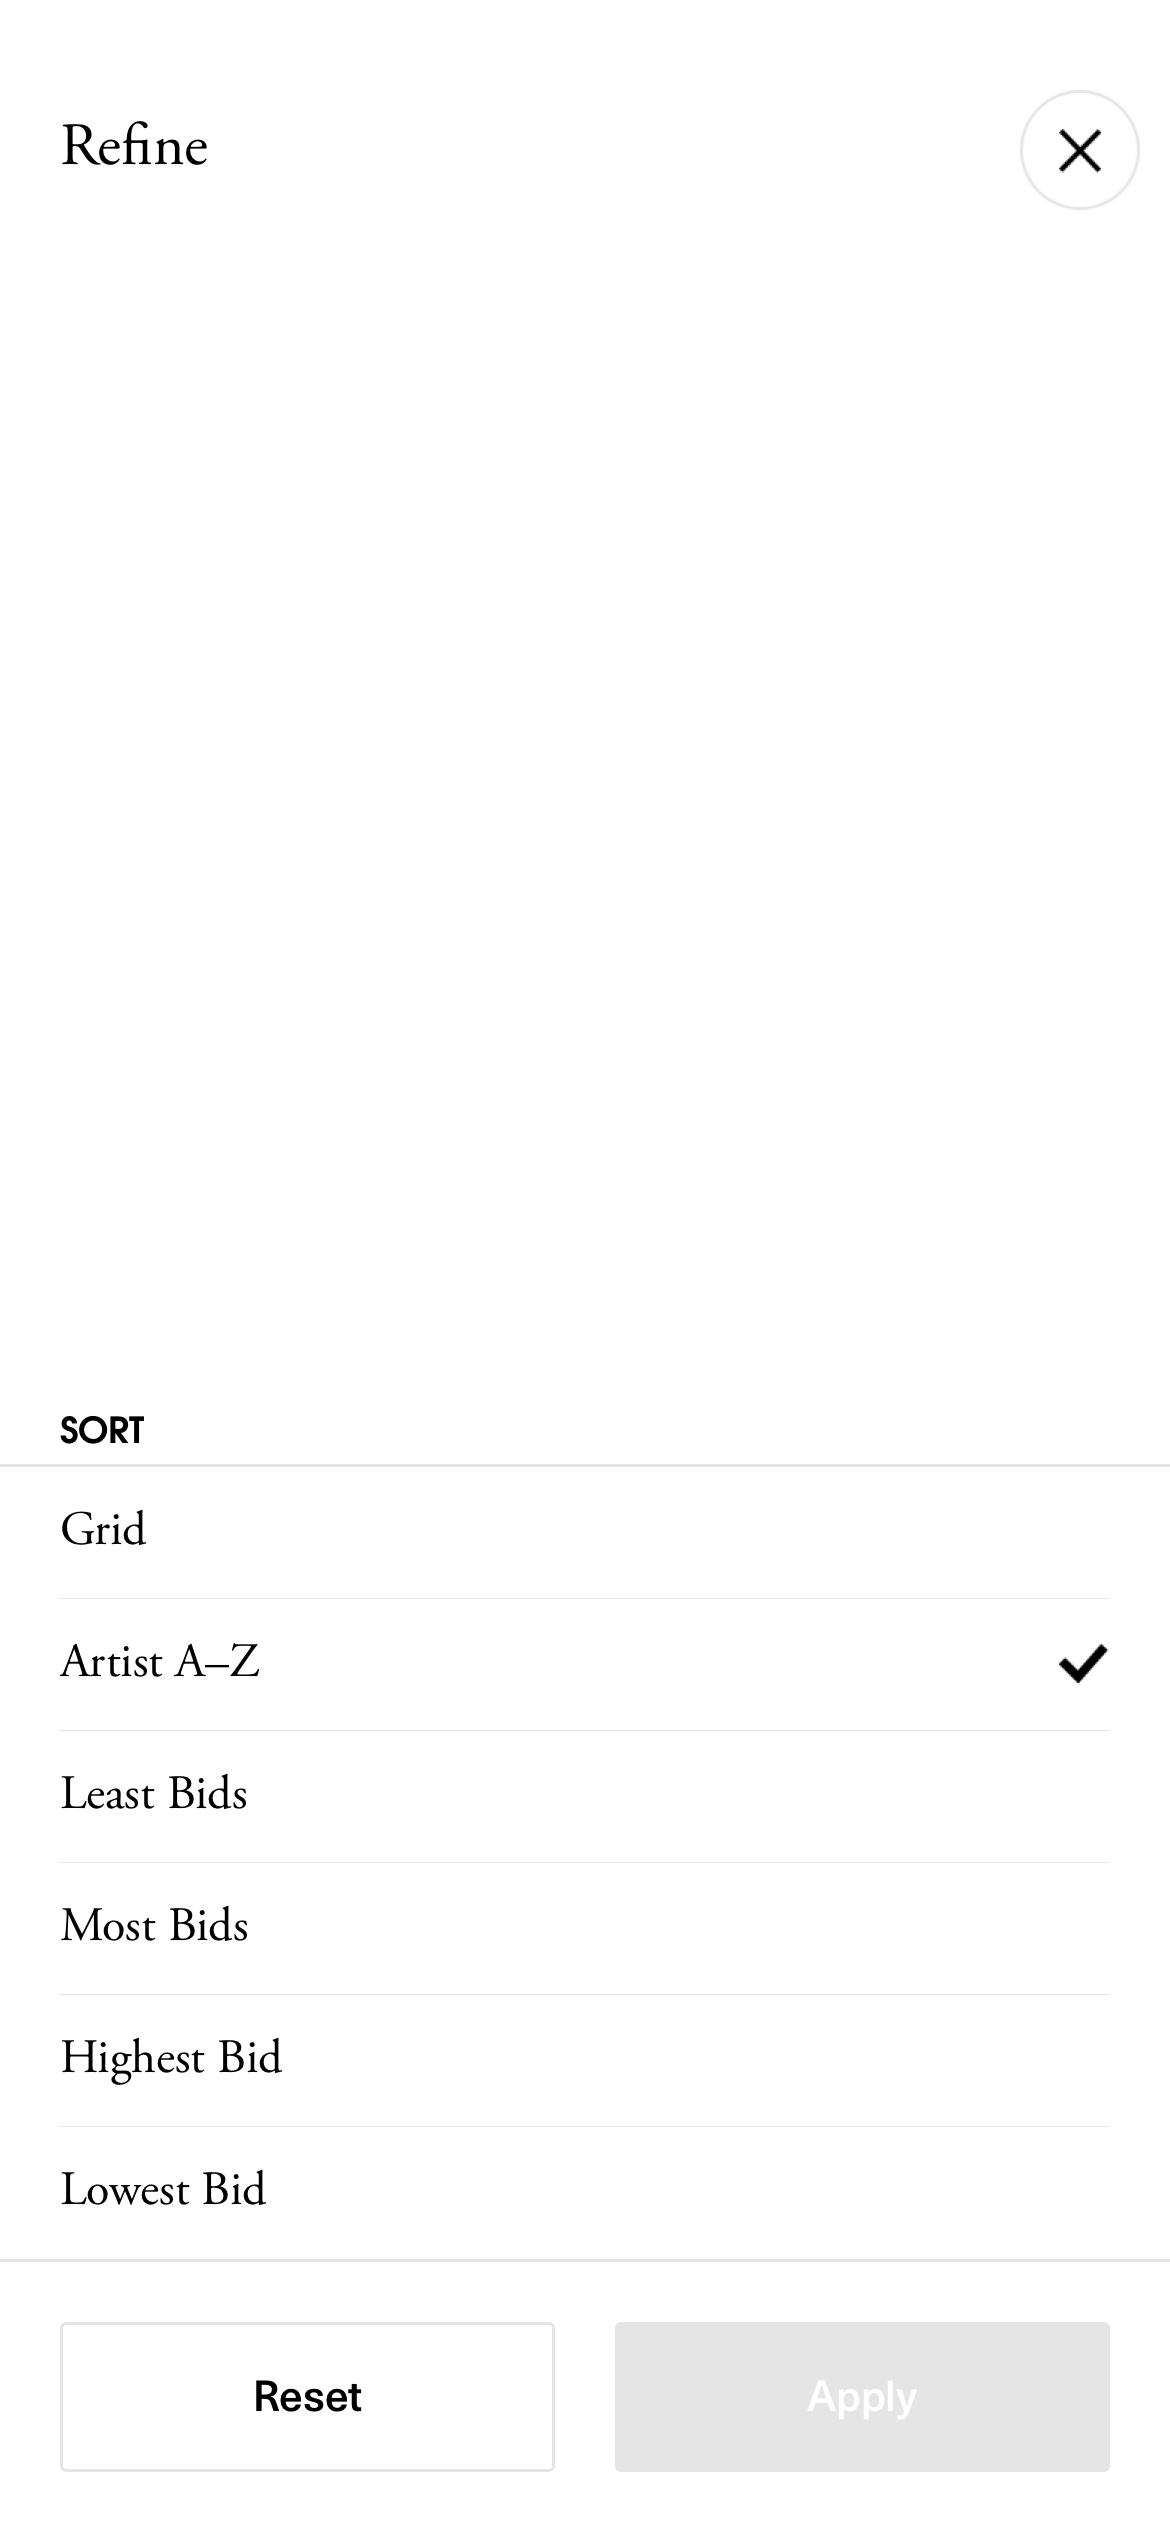 Refine
SORT
Grid
Artist A–Z
Least Bids
Most Bids
Highest Bid
Lowest Bid
Reset
Apply